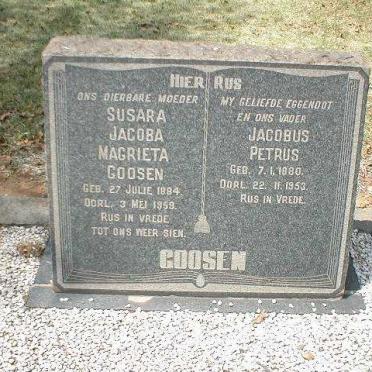 HIER RUS
ONS DIERBARE MOEDER
SUSARA
JACOBA
MAGRIETA
GOOSEN
GEB. 27 JULIE 1884
OORL. 3 MEI 1959.
RUS IN VREDE
TOT ONS WEER SIEN.
MY GELIEFDE EGGENOOT
EN ONS VADER
JACOBUS
PETRUS
GEB. 7.1.1880.
OORL. 22.11.1953.
RUS IN VREDE.
GOOSEN